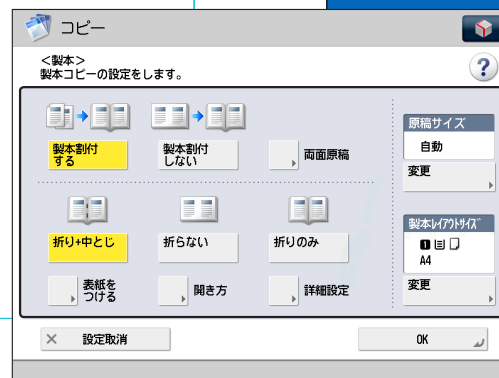 コピー
<製本>
製本コピーの設定をします。
?
製本割付
する
製本割付
しない
両面原稿
原稿サイズ
自動
変更
折り+中とじ
折らない
折りのみ
製本レイアウトサイズ
1
A4
表紙を
つける
開き方
詳細設定
変更
× 設定取消
OK